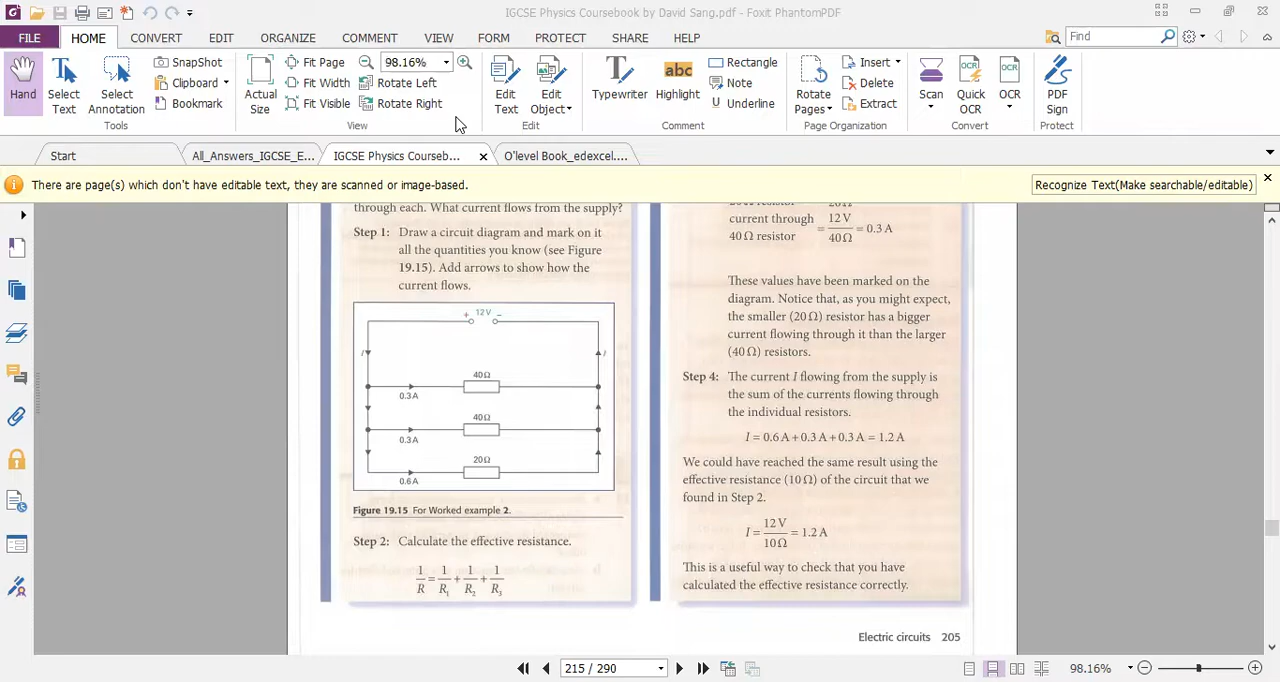 IGCSE Physics Coursebook by David Sang.pdf - Foxit PhantomPDF
FILE HOME CONVERT EDIT ORGANIZE COMMENT VIEW FORM PROTECT SHARE HELP Find
Hand
Select
Text
Select
Annotation
SnapShot
Clipboard
Bookmark
Tools
Actual
Size
Fit Page
Fit Width
Fit Visible
98.16%
Rotate Left
Rotate Right
View
Edit
Text
Edit
Object
Edit
Typewriter
abc
Highlight
Rectangle
Note
Underline
Comment
Rotate
Pages
Insert
Delete
Extract
Page Organization
Scan
OCR
Quick
OCR
OCR
OCR
Convert
PDF
Sign
Protect
Start All_Answers_IGCSE_E... IGCSE Physics Courseb... O'level Book_edexcel....
There are page(s) which don't have editable text, they are scanned or image-based. Recognize Text(Make searchable/editable)
through each. What current flows from the supply?
Step 1: Draw a circuit diagram and mark on it
all the quantities you know (see Figure
19.15). Add arrows to show how the
current flows.
+ 12 V −
I I
40 Ω
0.3 A
40 Ω
0.3 A
20 Ω
0.6 A
Figure 19.15 For Worked example 2.
Step 2: Calculate the effective resistance.
1/R = 1/R₁ + 1/R₂ + 1/R₃
current through
40 Ω resistor = 12 V / 40 Ω = 0.3 A
These values have been marked on the
diagram. Notice that, as you might expect,
the smaller (20 Ω) resistor has a bigger
current flowing through it than the larger
(40 Ω) resistors.
Step 4: The current I flowing from the supply is
the sum of the currents flowing through
the individual resistors.
I = 0.6 A + 0.3 A + 0.3 A = 1.2 A
We could have reached the same result using the
effective resistance (10 Ω) of the circuit that we
found in Step 2.
I = 12 V / 10 Ω = 1.2 A
This is a useful way to check that you have
calculated the effective resistance correctly.
Electric circuits 205
215 / 290 98.16%